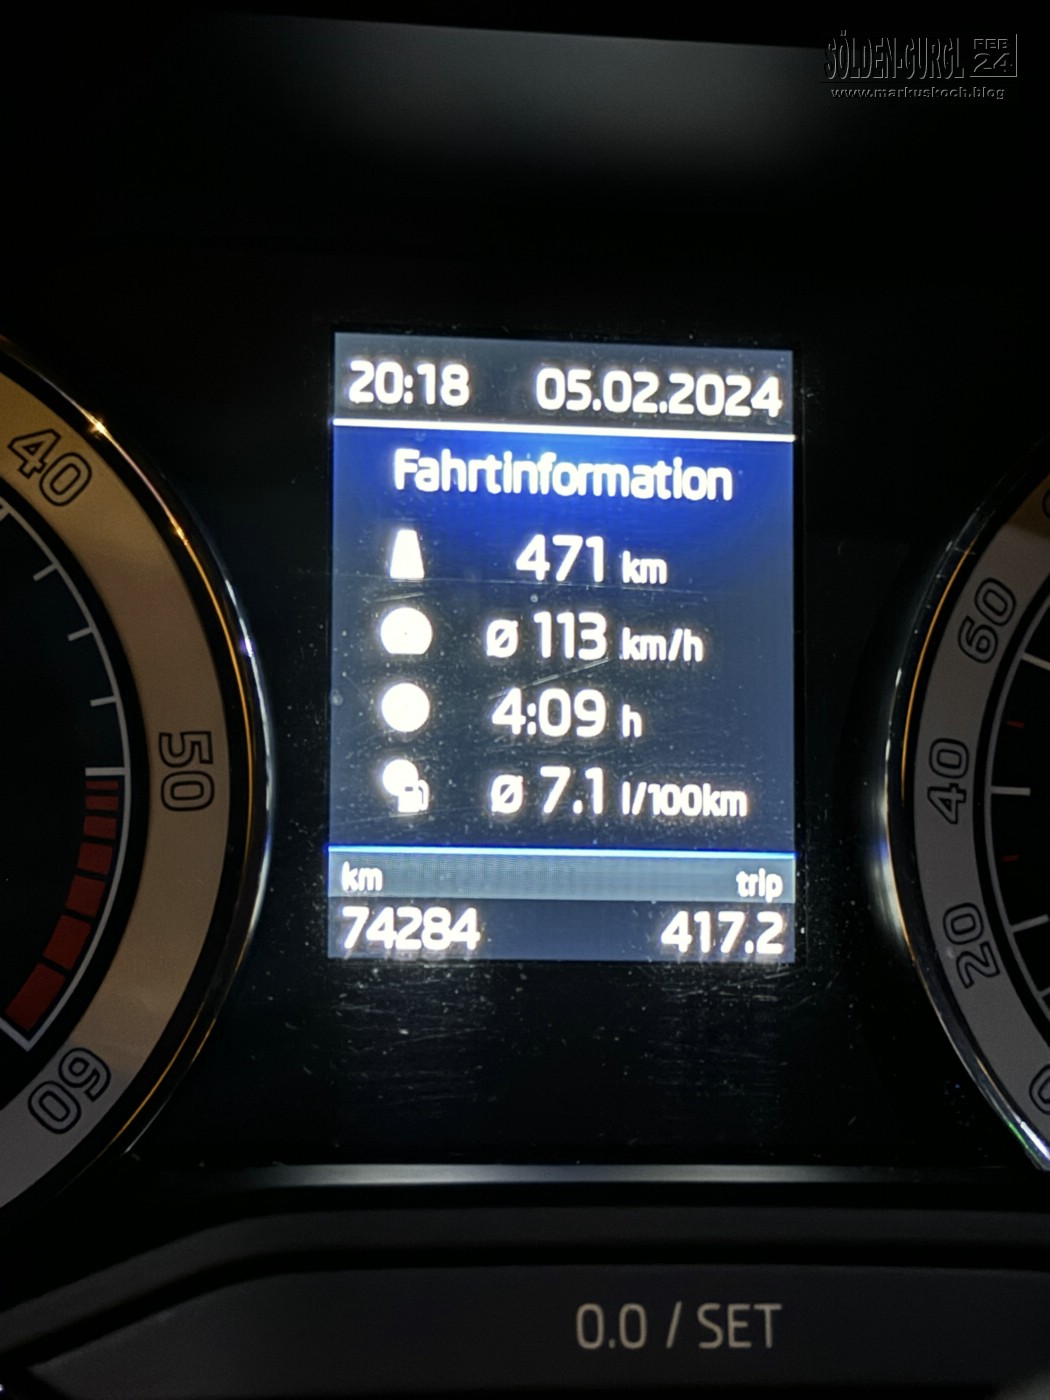 SÖLDEN-GURGL FEB 24
www.markuskoch.blog
20:18 05.02.2024
Fahrtinformation
471 km
ø 113 km/h
4:09 h
ø 7.1 l/100km
km trip
74284 417.2
40
50
60
60
40
20
0
0.0 / SET